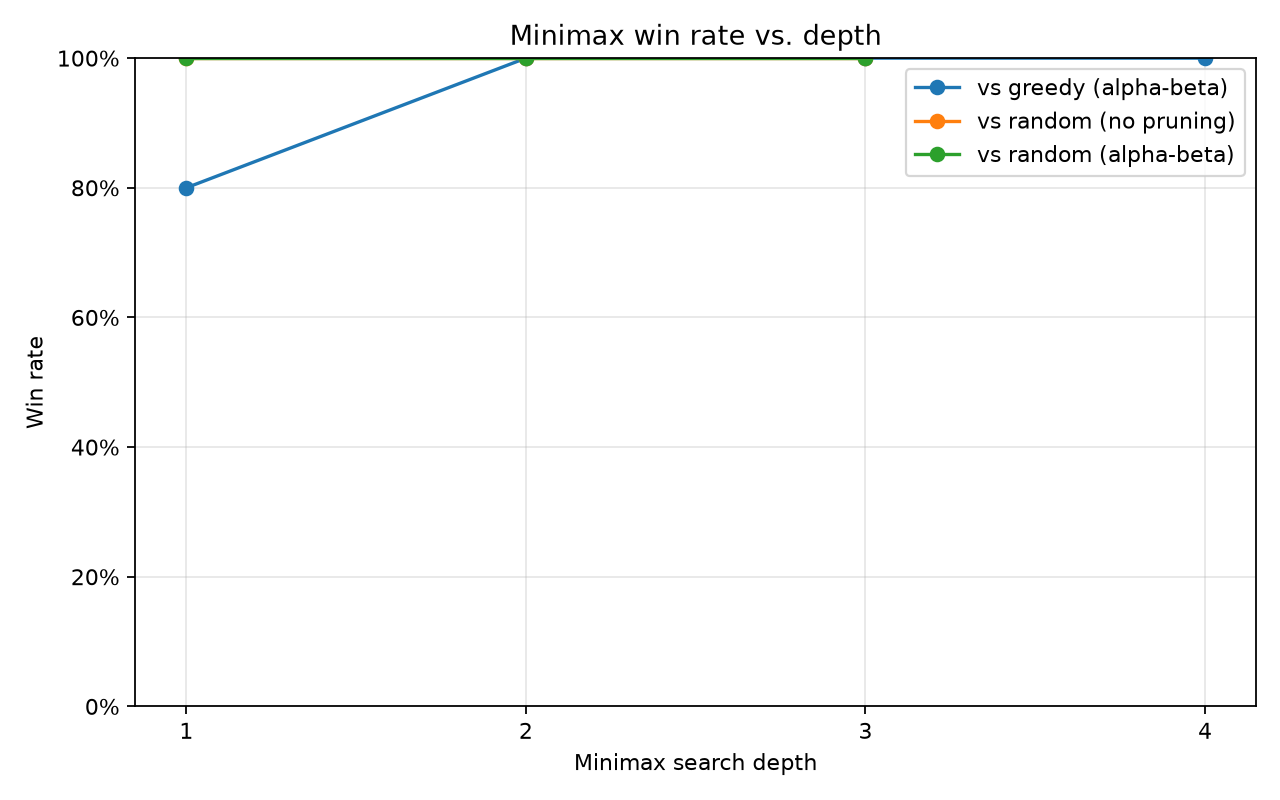 Minimax win rate vs. depth
100%
80%
60%
40%
20%
0%
Win rate
vs greedy (alpha-beta)
vs random (no pruning)
vs random (alpha-beta)
1 2 3 4
Minimax search depth